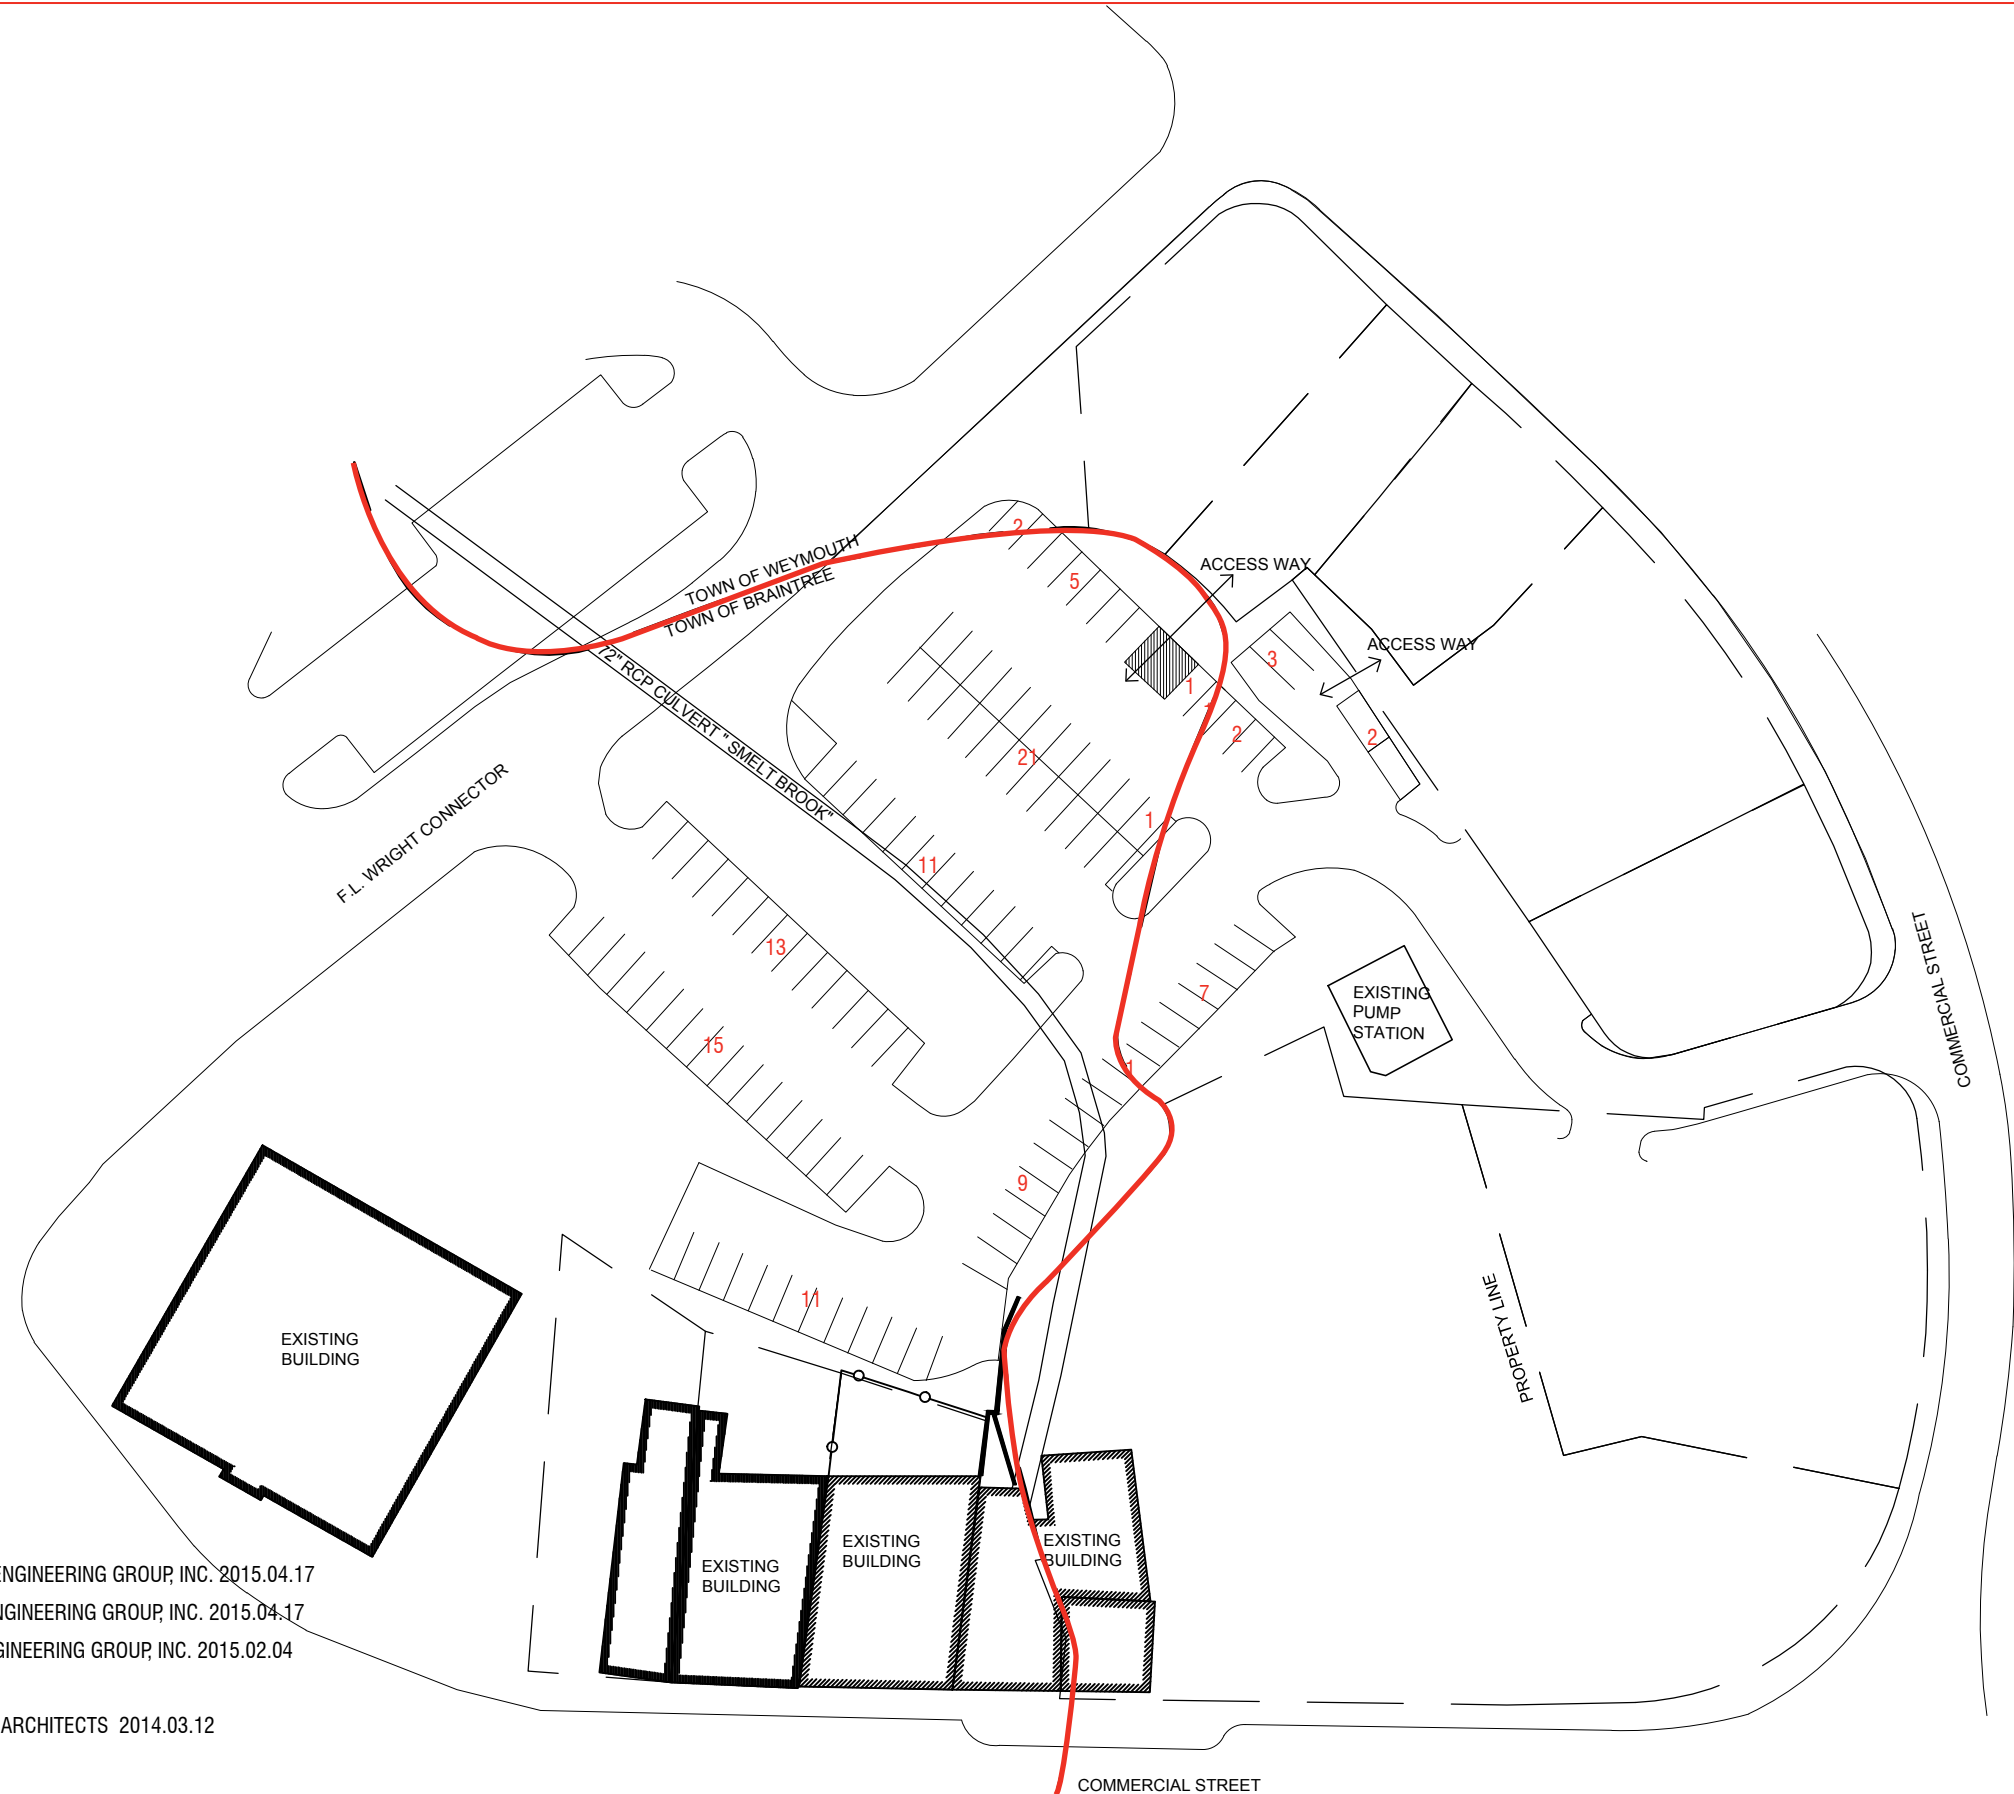 2
TOWN OF WEYMOUTH
TOWN OF BRAINTREE
ACCESS WAY
5
ACCESS WAY
3
1
1
2
2
72" RCP CULVERT " SMELT BROOK"
21
1
F.L. WRIGHT CONNECTOR
11
13
7
EXISTING
PUMP
STATION
COMMERCIAL STREET
15
1
9
11
PROPERTY LINE
EXISTING
BUILDING
EXISTING
BUILDING
EXISTING
BUILDING
EXISTING
BUILDING
ENGINEERING GROUP, INC. 2015.04.17
NGINEERING GROUP, INC. 2015.04.17
GINEERING GROUP, INC. 2015.02.04
ARCHITECTS 2014.03.12
COMMERCIAL STREET